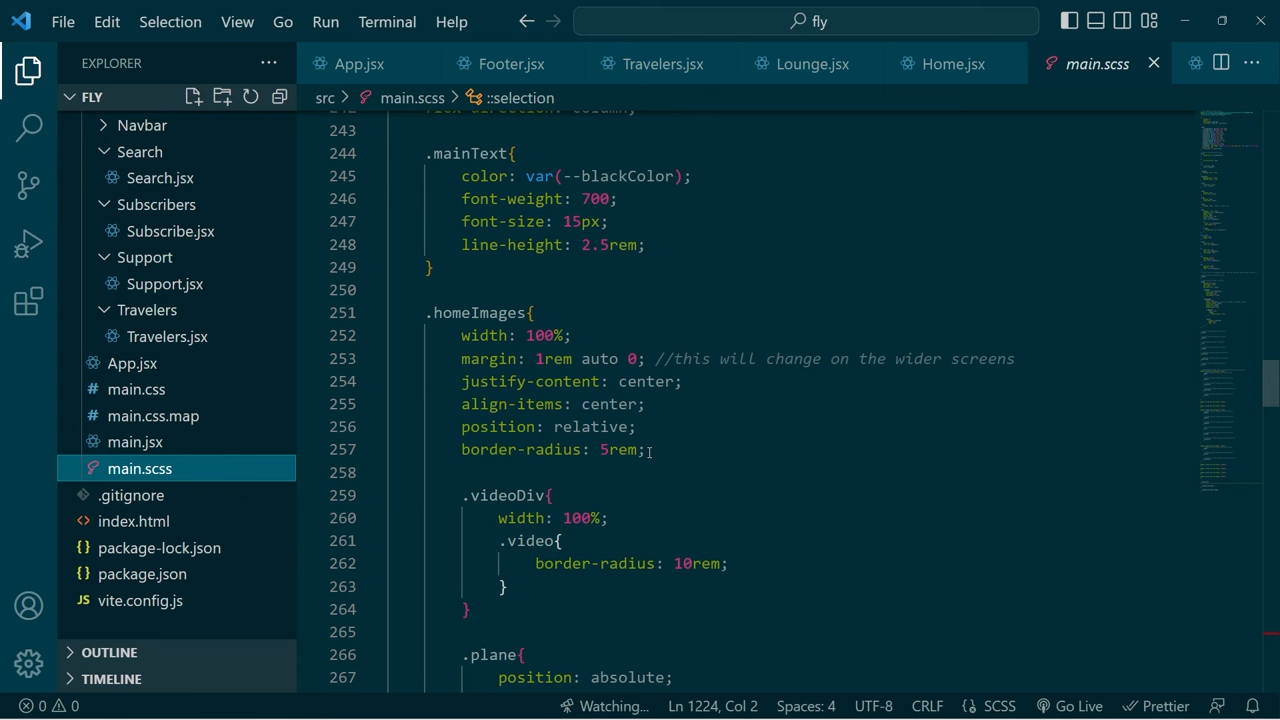 File Edit Selection View Go Run Terminal Help fly
EXPLORER
App.jsx Footer.jsx Travelers.jsx Lounge.jsx Home.jsx main.scss
FLY
src > main.scss > ::selection
Navbar
Search
Search.jsx
Subscribers
Subscribe.jsx
Support
Support.jsx
Travelers
Travelers.jsx
App.jsx
main.css
main.css.map
main.jsx
main.scss
.gitignore
index.html
package-lock.json
package.json
JS vite.config.js
OUTLINE
TIMELINE
242 flex-direction: column;
243
244 .mainText{
245 color: var(--blackColor);
246 font-weight: 700;
247 font-size: 15px;
248 line-height: 2.5rem;
249 }
250
251 .homeImages{
252 width: 100%;
253 margin: 1rem auto 0; //this will change on the wider screens
254 justify-content: center;
255 align-items: center;
256 position: relative;
257 border-radius: 5rem;
258
259 .videoDiv{
260 width: 100%;
261 .video{
262 border-radius: 10rem;
263 }
264 }
265
266 .plane{
267 position: absolute;
0 0 Watching... Ln 1224, Col 2 Spaces: 4 UTF-8 CRLF SCSS Go Live Prettier